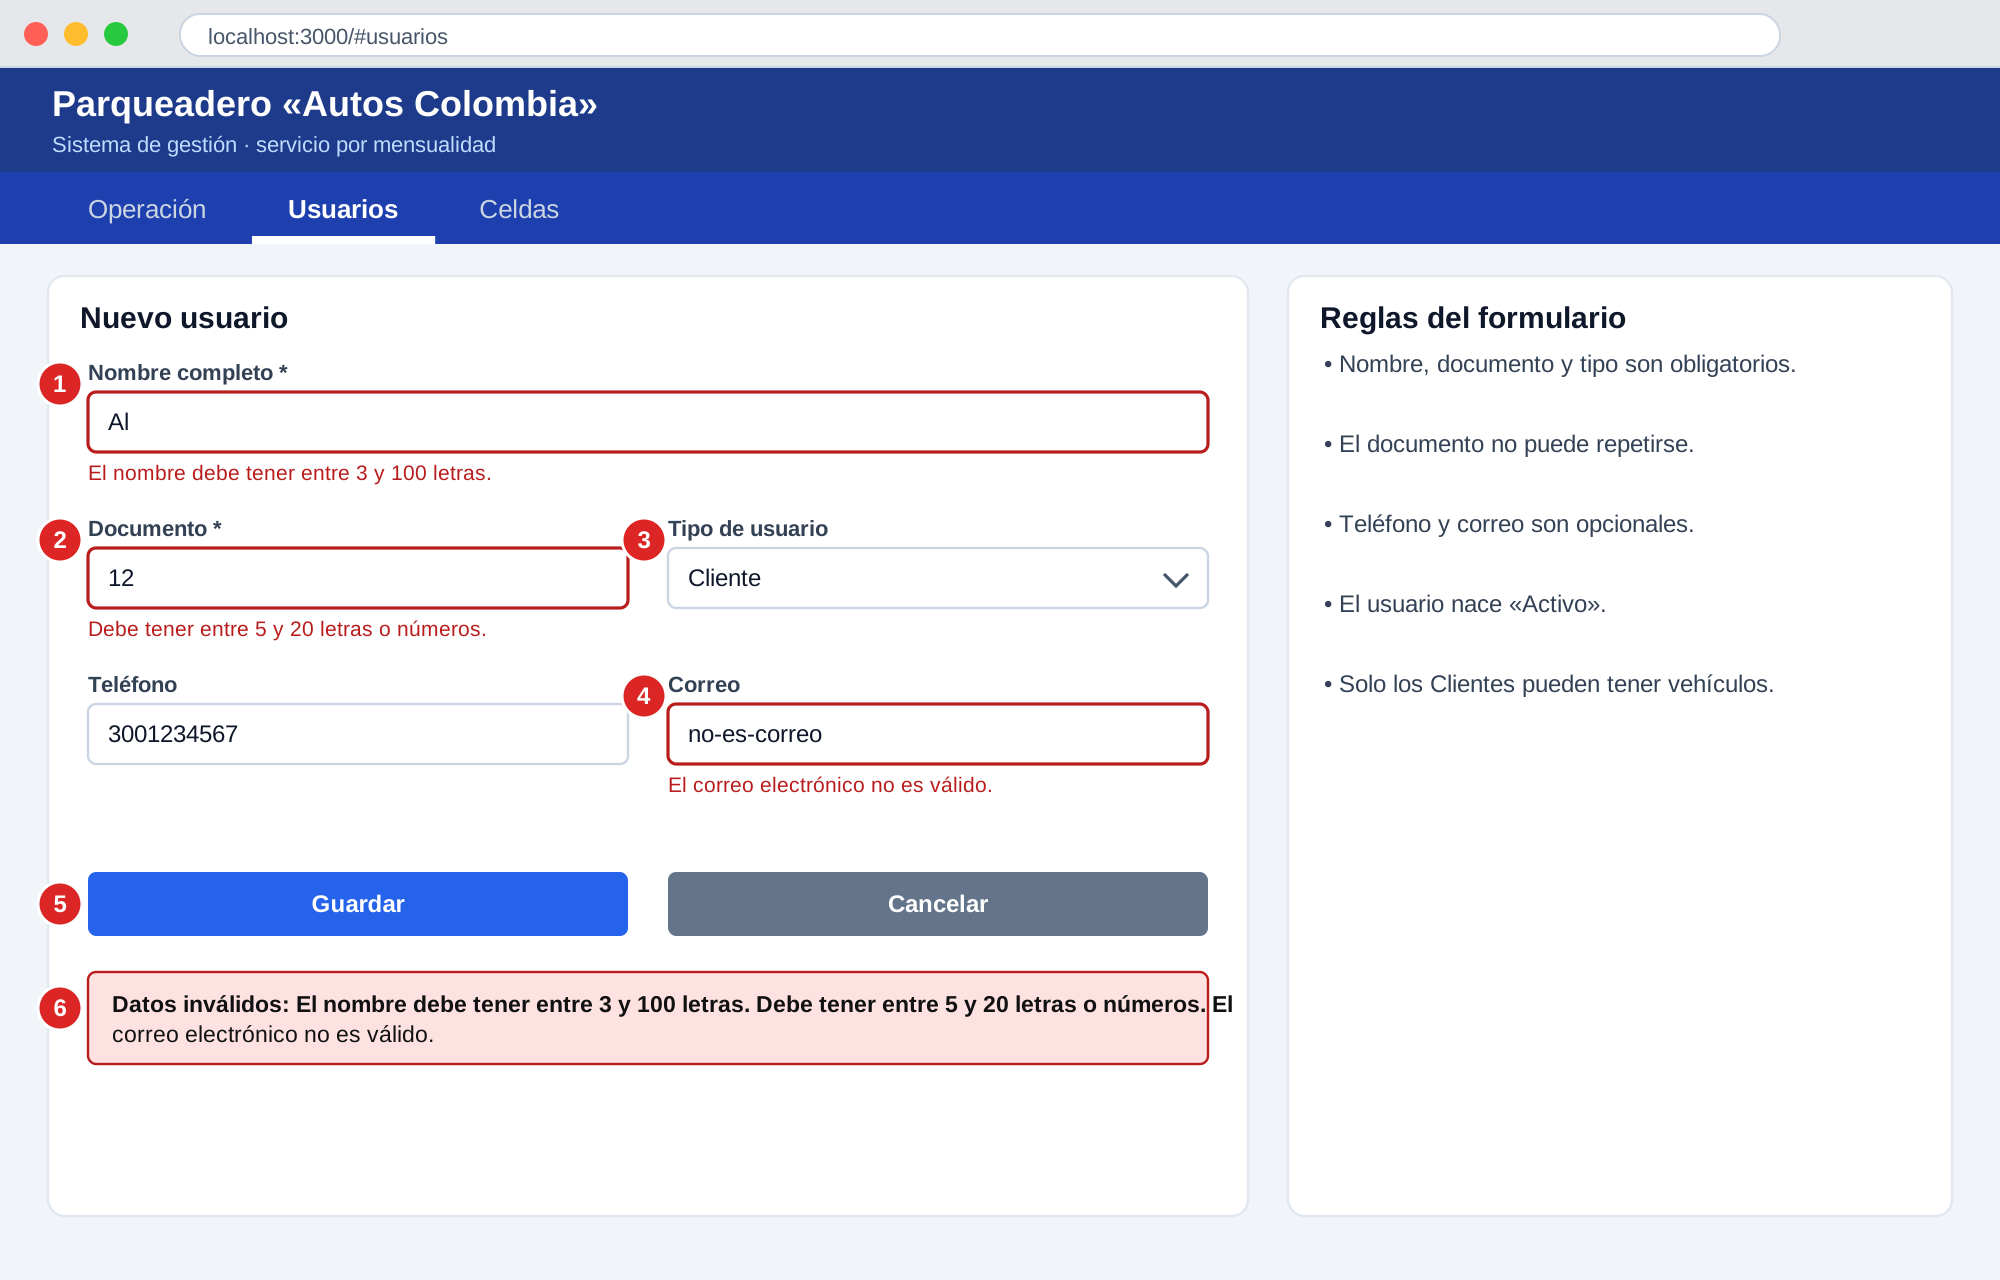 localhost:3000/#usuarios
Parqueadero «Autos Colombia»
Sistema de gestión · servicio por mensualidad
Operación Usuarios Celdas
Nuevo usuario
1 Nombre completo *
Al
El nombre debe tener entre 3 y 100 letras.
2 Documento * 3 Tipo de usuario
12 Cliente
Debe tener entre 5 y 20 letras o números.
Teléfono 4 Correo
3001234567 no-es-correo
El correo electrónico no es válido.
5 Guardar Cancelar
6 Datos inválidos: El nombre debe tener entre 3 y 100 letras. Debe tener entre 5 y 20 letras o números. El
correo electrónico no es válido.
Reglas del formulario
• Nombre, documento y tipo son obligatorios.
• El documento no puede repetirse.
• Teléfono y correo son opcionales.
• El usuario nace «Activo».
• Solo los Clientes pueden tener vehículos.